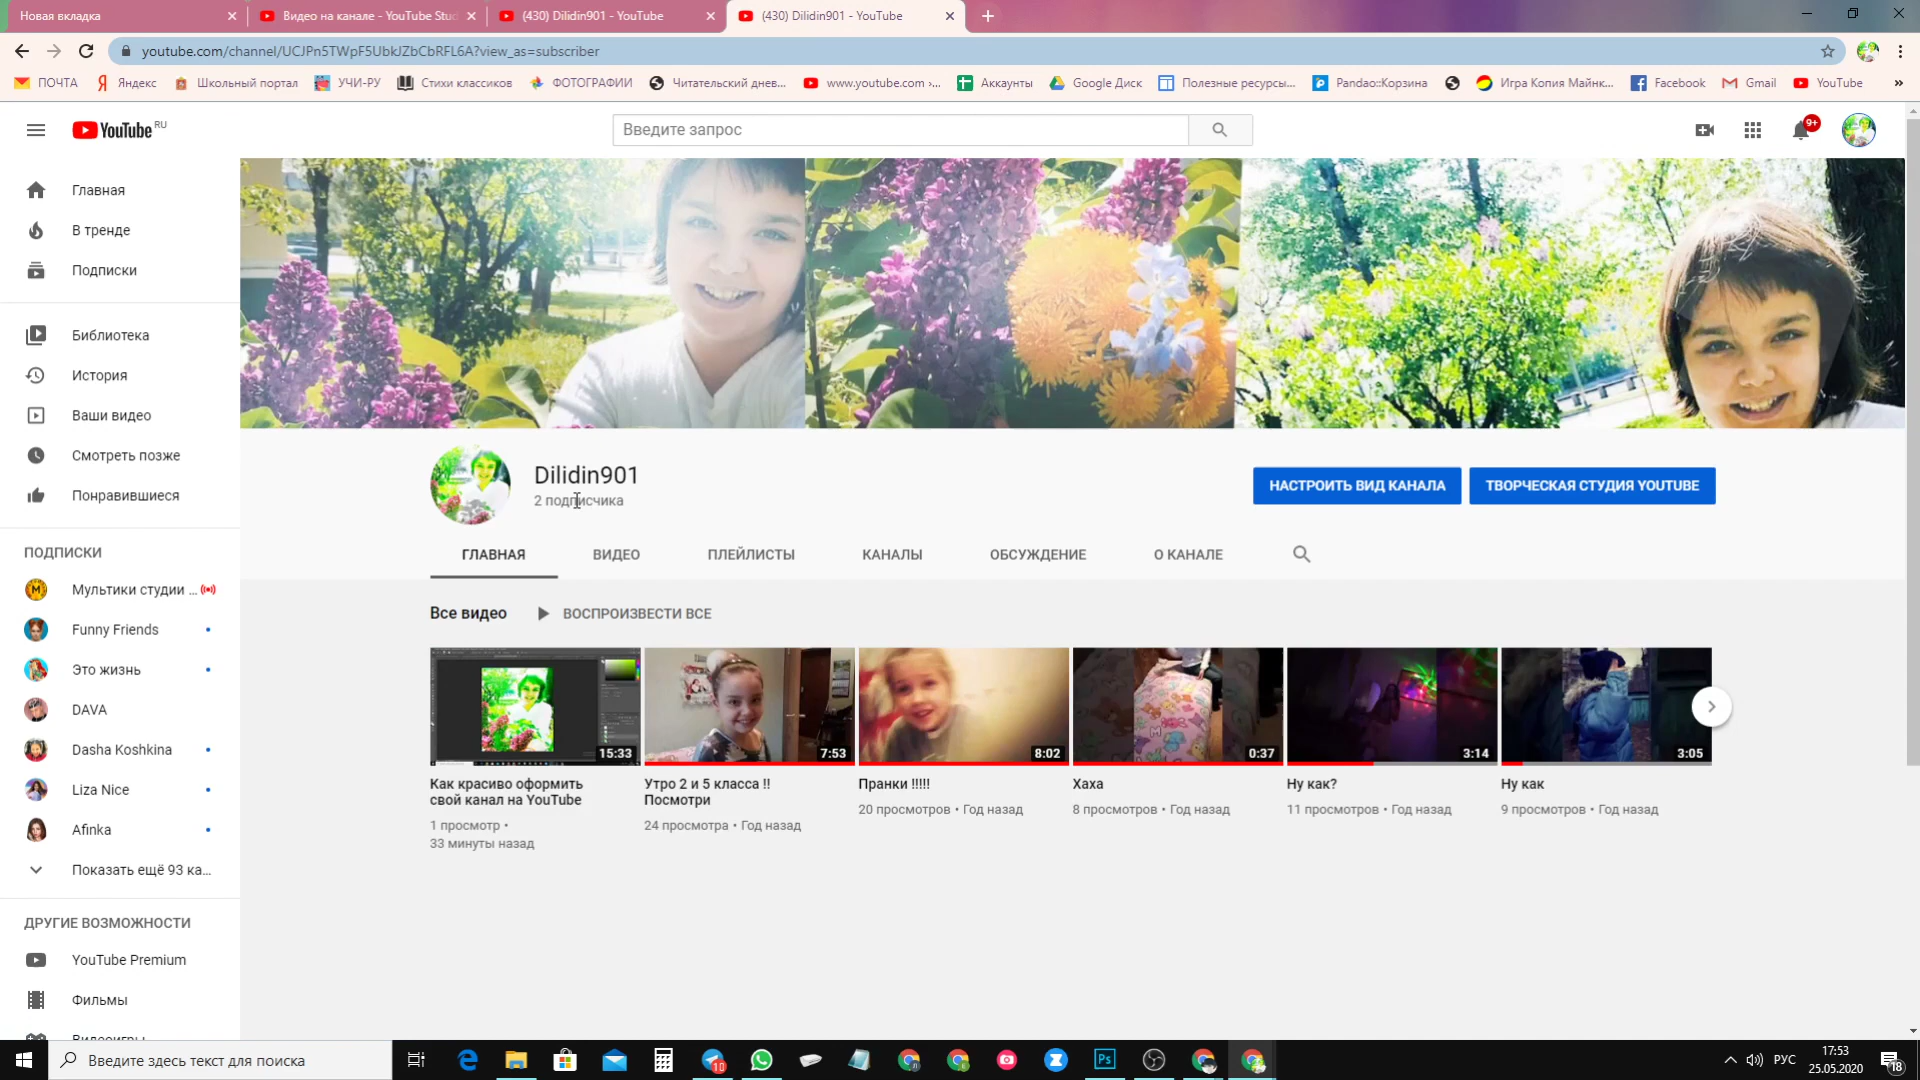 Новая вкладка
Видео на канале - YouTube Stud
(430) Dilidin901 - YouTube
(430) Dilidin901 - YouTube
youtube.com/channel/UCJPn5TWpF5UbkJZbCbRFL6A?view_as=subscriber
ПОЧТА
Яндекс
Школьный портал
УЧИ-РУ
Стихи классиков
ФОТОГРАФИИ
Читательский днев...
www.youtube.com ›...
Аккаунты
Google Диск
Полезные ресурсы...
Pandao::Корзина
Игра Копия Майнк...
Facebook
Gmail
YouTube
YouTube RU
Введите запрос
9+
Главная
В тренде
Подписки
Библиотека
История
Ваши видео
Смотреть позже
Понравившиеся
ПОДПИСКИ
Мультики студии ...
Funny Friends
Это жизнь
DAVA
Dasha Koshkina
Liza Nice
Afinka
Показать ещё 93 ка...
ДРУГИЕ ВОЗМОЖНОСТИ
YouTube Premium
Фильмы
Видеоигры
Dilidin901
2 подписчика
НАСТРОИТЬ ВИД КАНАЛА
ТВОРЧЕСКАЯ СТУДИЯ YOUTUBE
ГЛАВНАЯ
ВИДЕО
ПЛЕЙЛИСТЫ
КАНАЛЫ
ОБСУЖДЕНИЕ
О КАНАЛЕ
Все видео
ВОСПРОИЗВЕСТИ ВСЕ
15:33
7:53
8:02
0:37
3:14
3:05
Как красиво оформить
свой канал на YouTube
1 просмотр •
33 минуты назад
Утро 2 и 5 класса !!
Посмотри
24 просмотра • Год назад
Пранки !!!!!
20 просмотров • Год назад
Хаха
8 просмотров • Год назад
Ну как?
11 просмотров • Год назад
Ну как
9 просмотров • Год назад
Введите здесь текст для поиска
10
Ps
РУС
17:53
25.05.2020
18